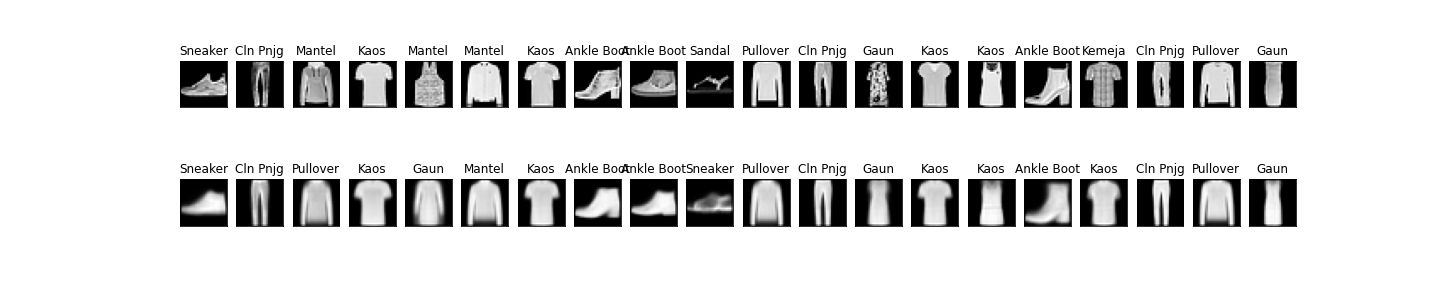 Sneaker Cln Pnjg Mantel Kaos Mantel Mantel Kaos Ankle Boot Ankle Boot Sandal Pullover Cln Pnjg Gaun Kaos Kaos Ankle Boot Kemeja Cln Pnjg Pullover Gaun
Sneaker Cln Pnjg Pullover Kaos Gaun Mantel Kaos Ankle Boot Ankle Boot Sneaker Pullover Cln Pnjg Gaun Kaos Kaos Ankle Boot Kaos Cln Pnjg Pullover Gaun